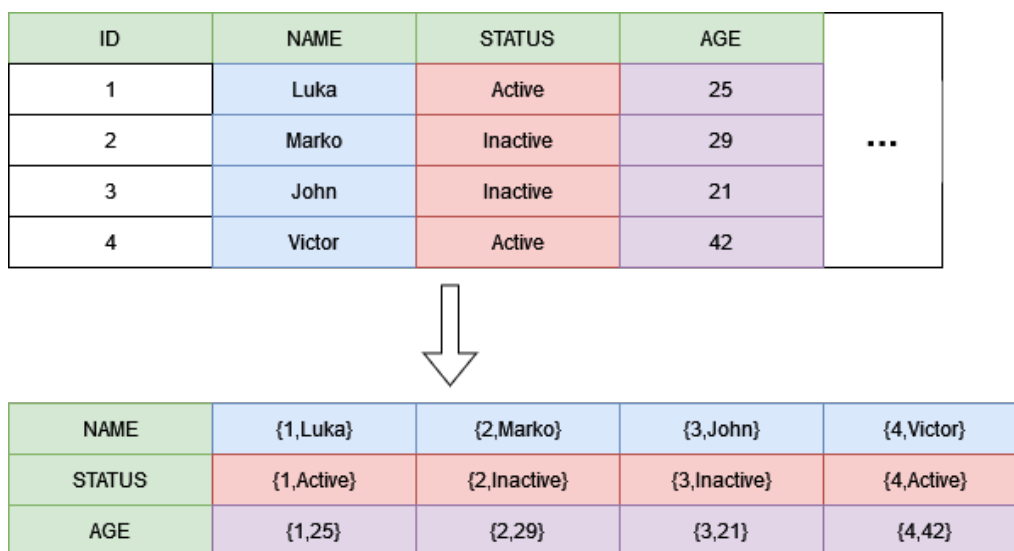 ID NAME STATUS AGE
1 Luka Active 25
2 Marko Inactive 29 ...
3 John Inactive 21
4 Victor Active 42
NAME {1,Luka} {2,Marko} {3,John} {4,Victor}
STATUS {1,Active} {2,Inactive} {3,Inactive} {4,Active}
AGE {1,25} {2,29} {3,21} {4,42}